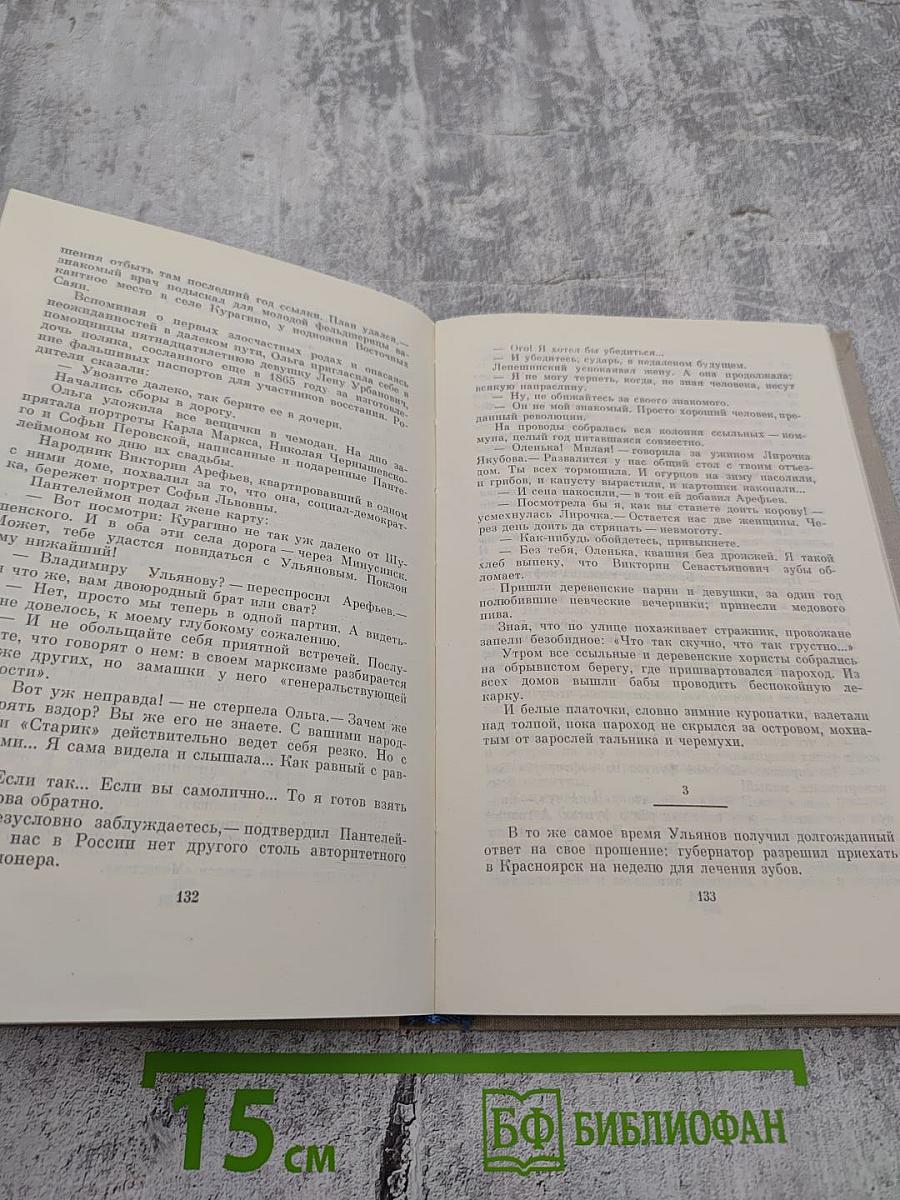 шения отбыть там последний год ссылки. План удался,—
знакомый врач подыскал для молодой фельдшерицы ва-
кантное место в селе Курагино, у подножия Восточных
Саян.
Вспоминая о первых злосчастных родах и опасаясь
неожиданностей в далеком пути, Ольга пригласила себе в
помощницы пятнадцатилетнюю девушку Лену Урбанович,
дочь поляка, сосланного еще в 1865 году за изготовле-
ние фальшивых паспортов для участников восстания. Ро-
дители сказали:
— Увозите далеко, так берите ее в дочери.
Начались сборы в дорогу.
Ольга уложила все вещички в чемодан. На дно за-
прятала портреты Карла Маркса, Николая Чернышевско-
го и Софьи Перовской, написанные и подаренные Панте-
леймоном ко дню их свадьбы.
Народник Викторин Арефьев, квартировавший в одном
с ними доме, похвалил за то, что она, социал-демократ-
ка, бережет портрет Софьи Львовны.
Пантелеймон подал жене карту:
— Вот посмотри: Курагино не так уж далеко от Шу-
шенского. И в оба эти села дорога — через Минусинск.
Может, тебе удастся повидаться с Ульяновым. Поклон
му нижайший!
— Владимиру Ульянову? — переспросил Арефьев.—
что же, вам двоюродный брат или сват?
— Нет, просто мы теперь в одной партии. А видеть-
не довелось, к моему глубокому сожалению.
— И не обольщайте себя приятной встречей. Послу-
те, что говорят о нем: в своем марксизме разбирается
же других, но замашки у него «генеральствующей
ости».
Вот уж неправда! — не стерпела Ольга.— Зачем же
рять вздор? Вы же его не знаете. С вашими народ-
и «Старик» действительно ведет себя резко. Но с
ми... Я сама видела и слышала... Как равный с рав-
Если так... Если вы самолично... То я готов взять
ова обратно.
езусловно заблуждаетесь,— подтвердил Пантелей-
нас в России нет другого столь авторитетного
ионера.
132
— Ого! Я хотел бы убедиться...
— И убедитесь, сударь, в недалеком будущем.
Лепешинский успокаивал жену. А она продолжала:
— Я не могу терпеть, когда, не зная человека, несут
всякую напраслину.
— Ну, не обижайтесь за своего знакомого.
— Он не мой знакомый. Просто хороший человек, пре-
данный революции.
На проводы собралась вся колония ссыльных — ком-
муна, целый год питавшаяся совместно.
— Оленька! Милая! — говорила за ужином Лирочка
Якубова.— Развалится у нас общий стол с твоим отъез-
дом. Ты всех тормошила. И огурцов на зиму насолили,
и грибов, и капусту вырастили, и картошки накопали...
— И сена накосили,— в тон ей добавил Арефьев.
— Посмотрела бы я, как вы станете доить корову! —
усмехнулась Лирочка.— Остается нас две женщины. Че-
рез день доить да стряпать — невмоготу.
— Как-нибудь обойдетесь, привыкнете.
— Без тебя, Оленька, квашня без дрожжей. Я такой
хлеб выпеку, что Викторин Севастьянович зубы об-
ломает.
Пришли деревенские парни и девушки, за один год
полюбившие певческие вечеринки; принесли медового
пива.
Зная, что по улице похаживает стражник, провожане
запели безобидное: «Что так скучно, что так грустно...»
Утром все ссыльные и деревенские хористы собрались
на обрывистом берегу, где пришвартовался пароход. Из
всех домов вышли бабы проводить беспокойную ле-
карку.
И белые платочки, словно зимние куропатки, взлетали
над толпой, пока пароход не скрылся за островом, мохна-
тым от зарослей тальника и черемухи.
3
В то же самое время Ульянов получил долгожданный
ответ на свое прошение: губернатор разрешил приехать
в Красноярск на неделю для лечения зубов.
133
15 см
БФ БИБЛИОФАН